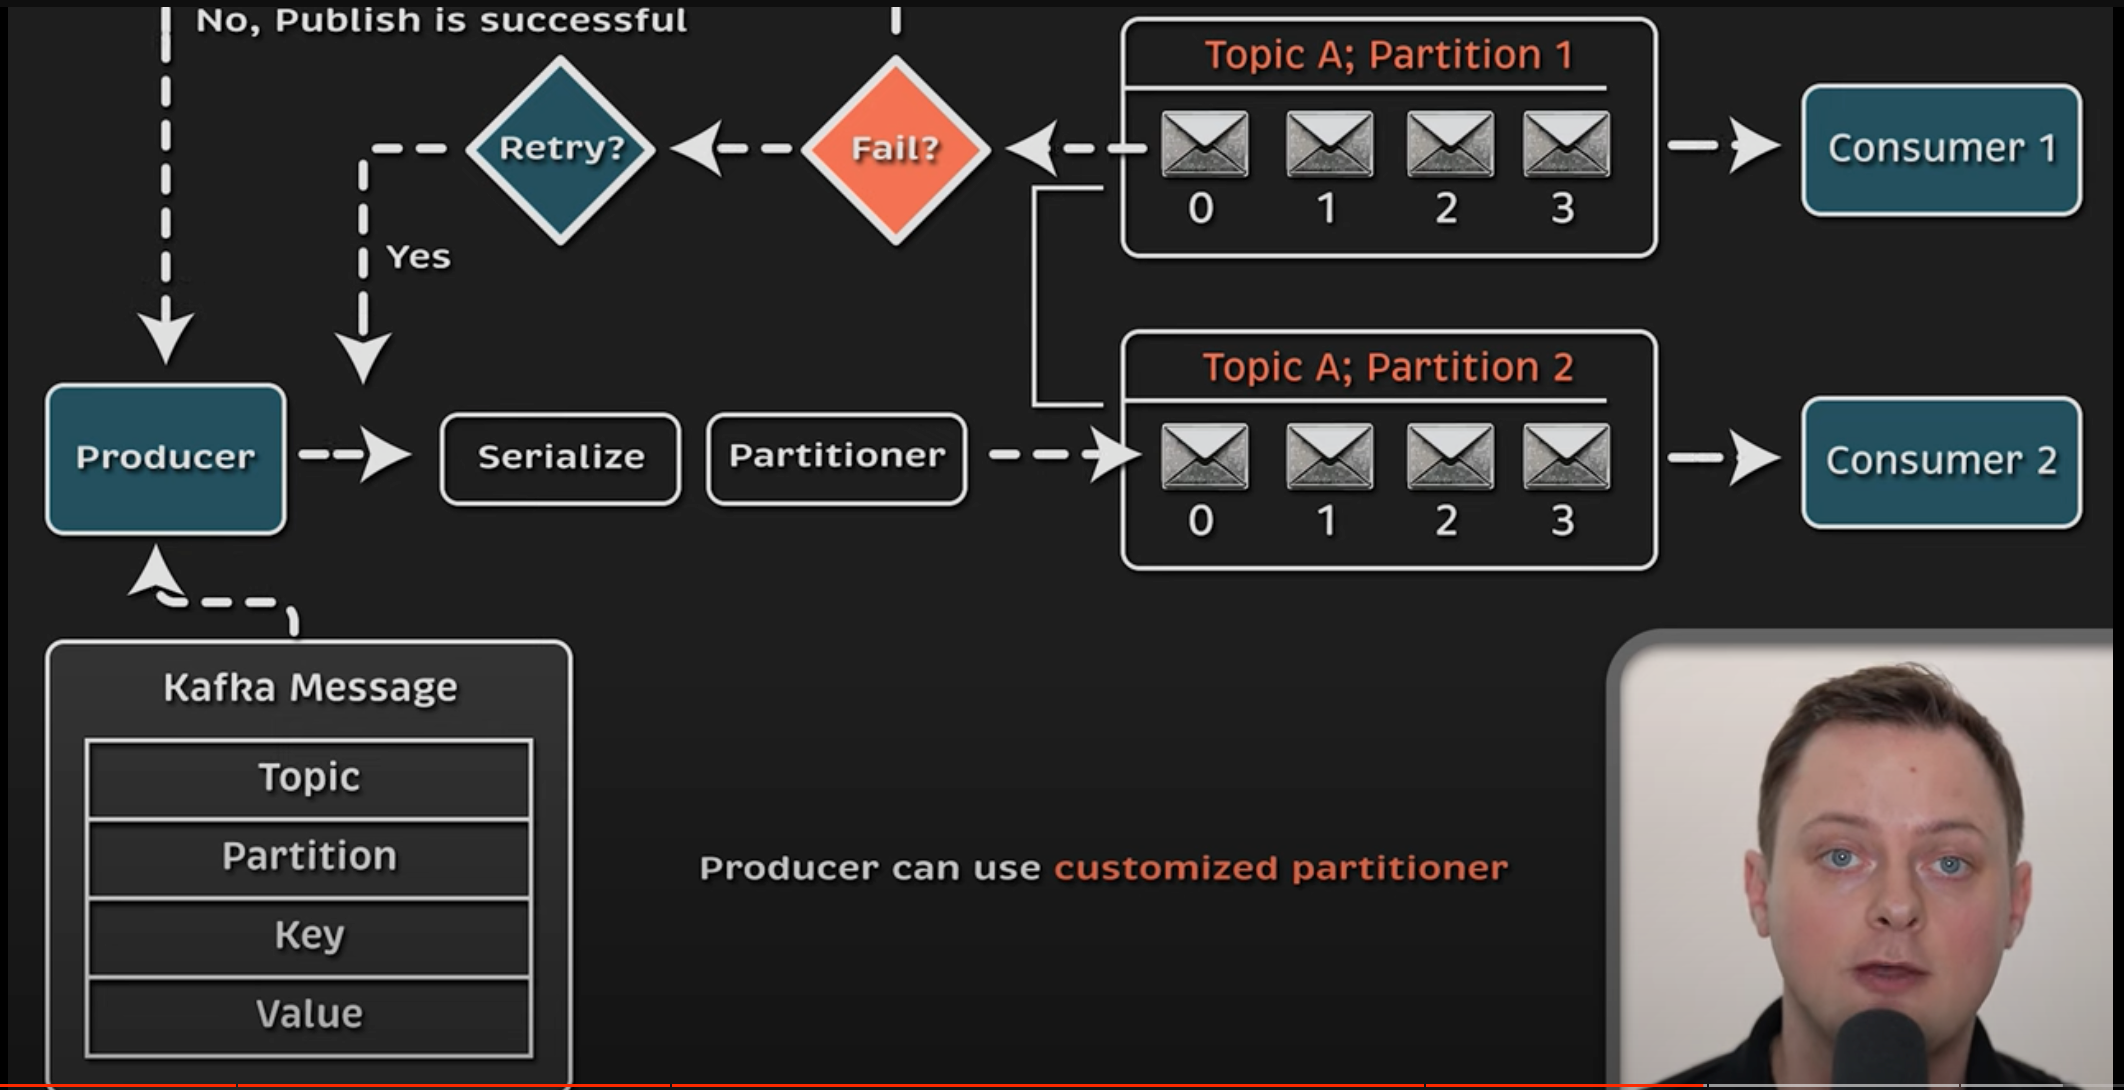 No, Publish is successful
Topic A; Partition 1
Retry?
Fail?
0 1 2 3
Consumer 1
Yes
Topic A; Partition 2
Producer
Serialize
Partitioner
0 1 2 3
Consumer 2
Kafka Message
Topic
Partition
Key
Value
Producer can use customized partitioner